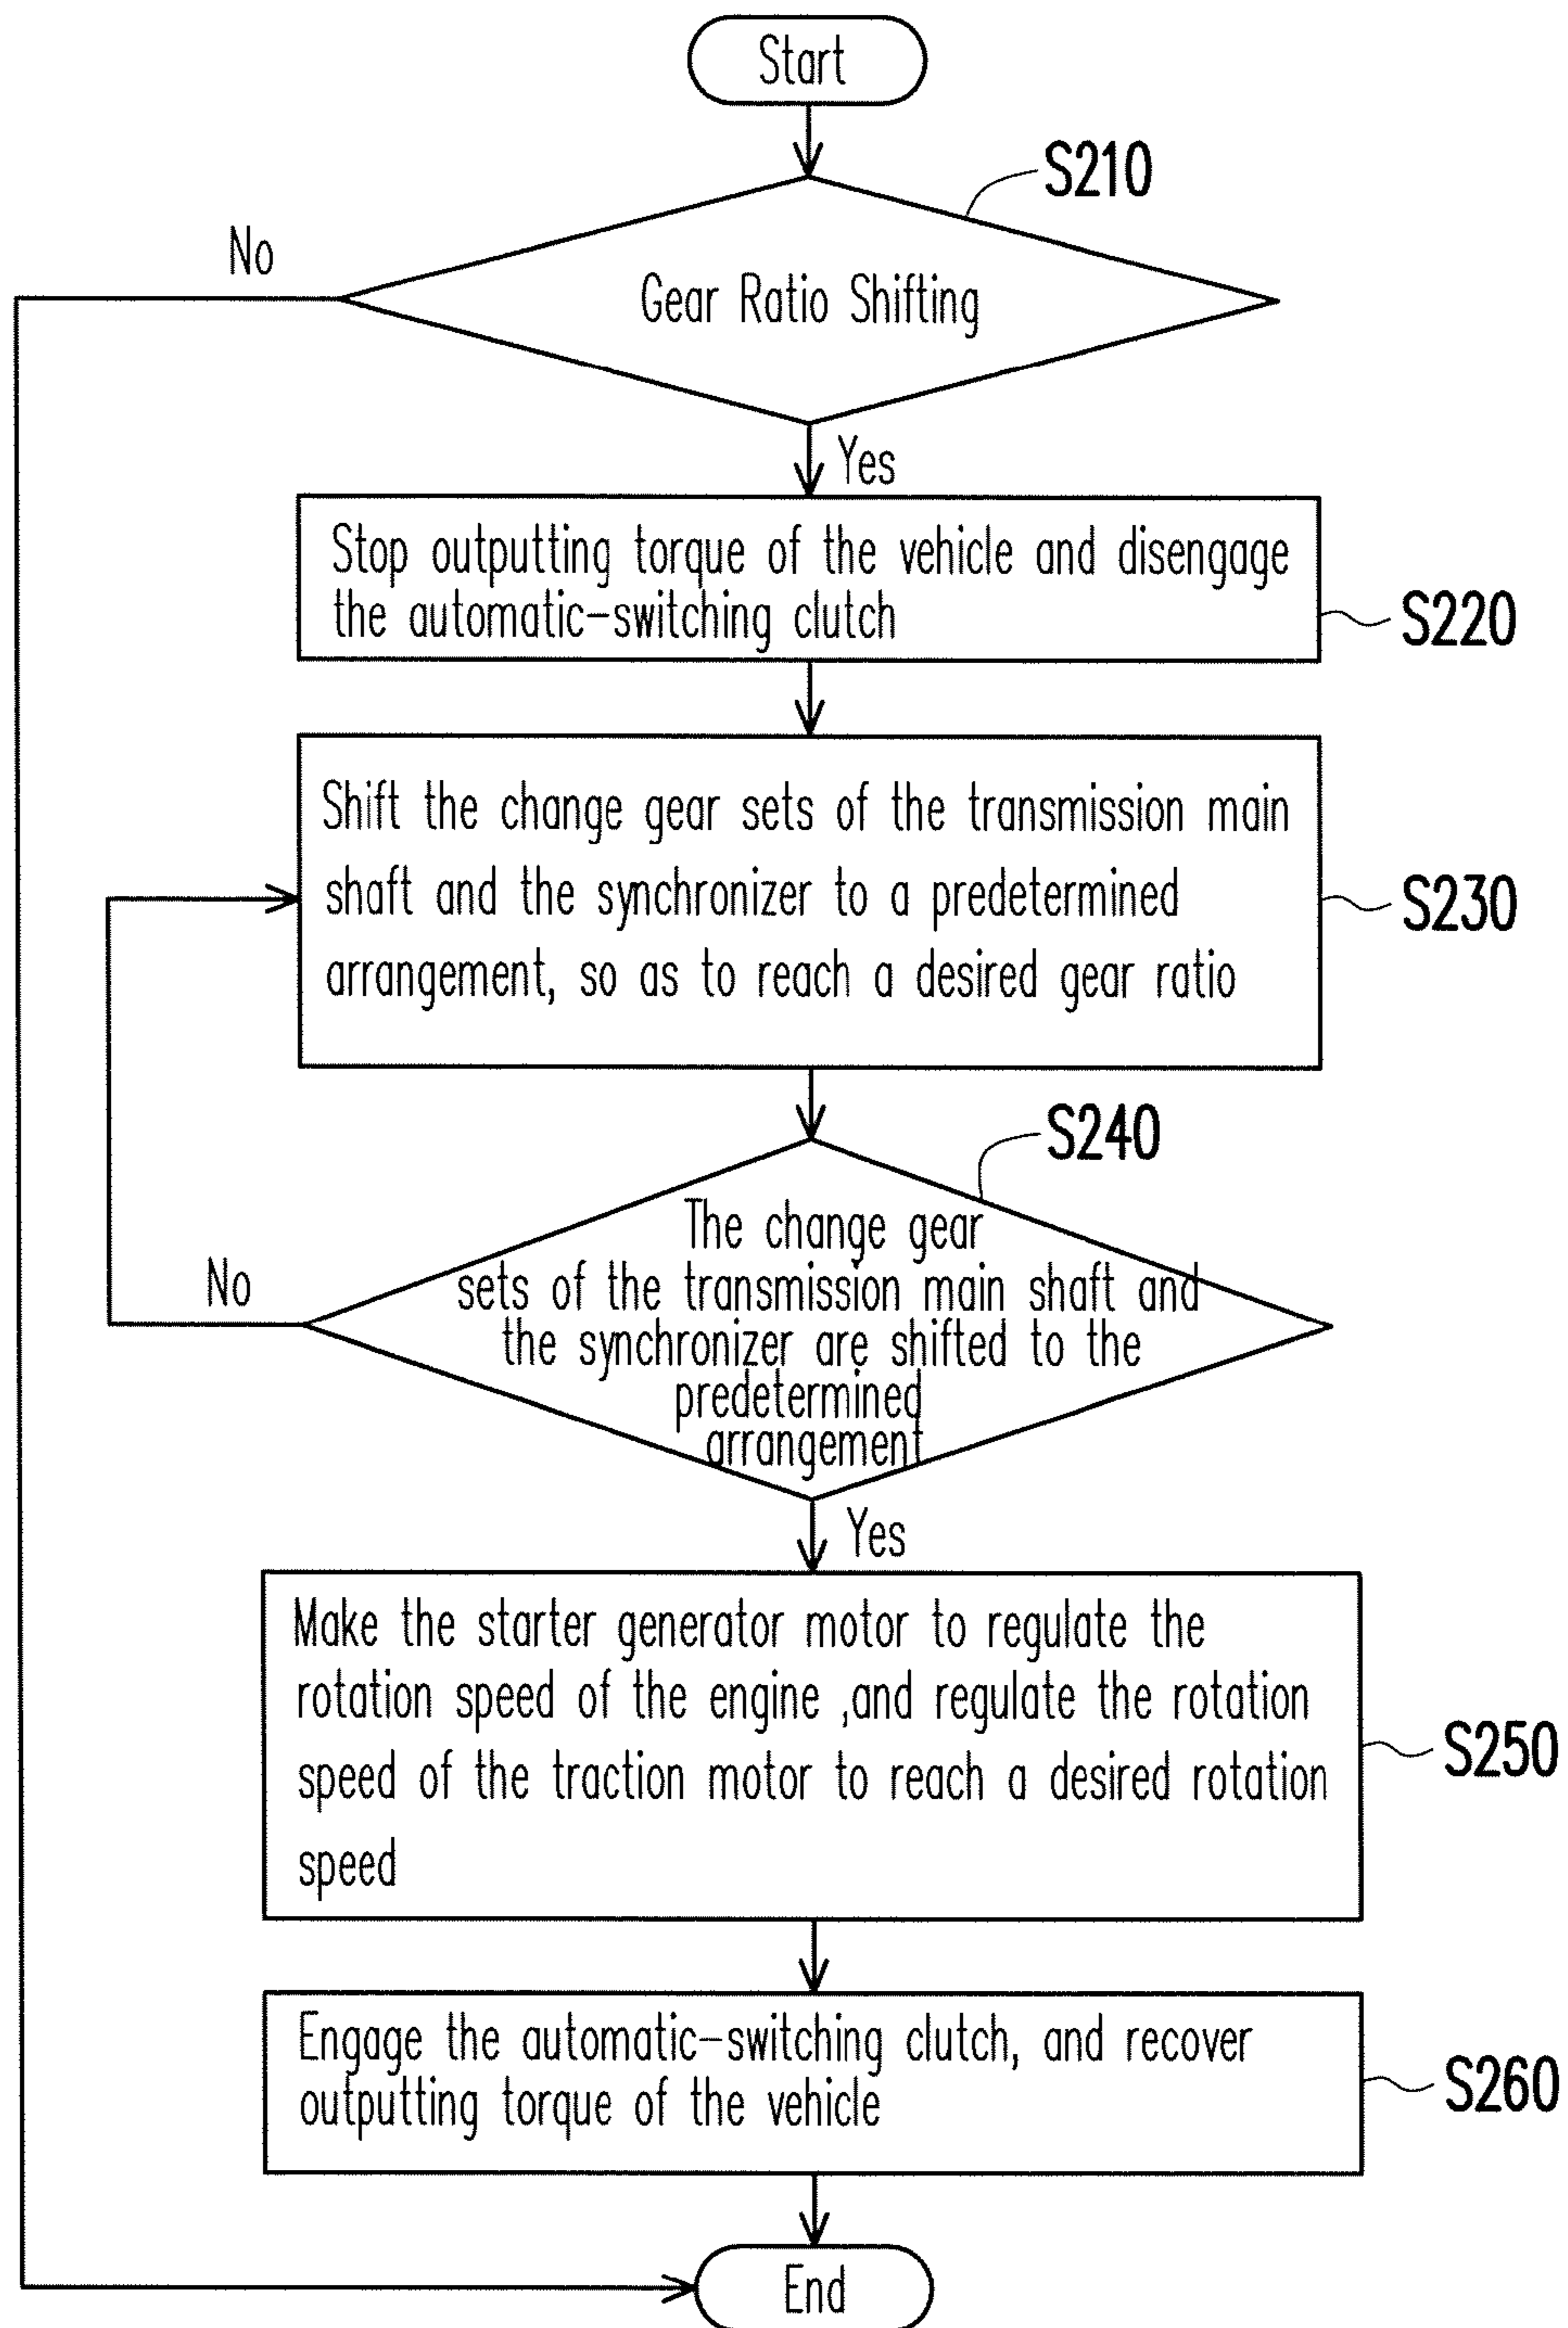 Start
S210
No
Gear Ratio Shifting
Yes
Stop outputting torque of the vehicle and disengage
the automatic-switching clutch
S220
Shift the change gear sets of the transmission main
shaft and the synchronizer to a predetermined
arrangement, so as to reach a desired gear ratio
S230
S240
The change gear
sets of the transmission main shaft and
the synchronizer are shifted to the
predetermined
arrangement
No
Yes
Make the starter generator motor to regulate the
rotation speed of the engine ,and regulate the rotation
speed of the traction motor to reach a desired rotation
speed
S250
Engage the automatic-switching clutch, and recover
outputting torque of the vehicle
S260
End